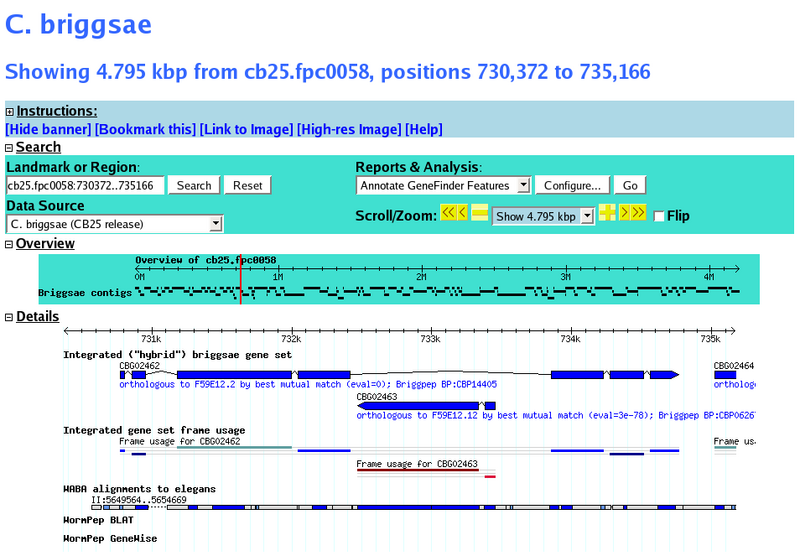 C. briggsae
Showing 4.795 kbp from cb25.fpc0058, positions 730,372 to 735,166
Instructions:
[Hide banner] [Bookmark this] [Link to Image] [High-res Image] [Help]
Search
Landmark or Region:
Reports & Analysis:
cb25.fpc0058:730372..735166
Search
Reset
Annotate GeneFinder Features
Configure...
Go
Data Source
C. briggsae (CB25 release)
Scroll/Zoom:
<< < Show 4.795 kbp > >> Flip
Overview
Overview of cb25.fpc0058
0M 1M 2M 3M 4M
Briggsae contigs
Details
731k 732k 733k 734k 735k
Integrated ("hybrid") briggsae gene set
CBG02462 CBG02464
orthologous to F59E12.2 by best mutual match (eval=0); Briggpep BP:CBP14405 ortholog
CBG02463
orthologous to F59E12.12 by best mutual match (eval=3e-78); Briggpep BP:CBP0626
Integrated gene set frame usage
Frame usage for CBG02462 Frame us
Frame usage for CBG02463
WABA alignments to elegans
II:5649564..5654669
WormPep BLAT
WormPep GeneWise